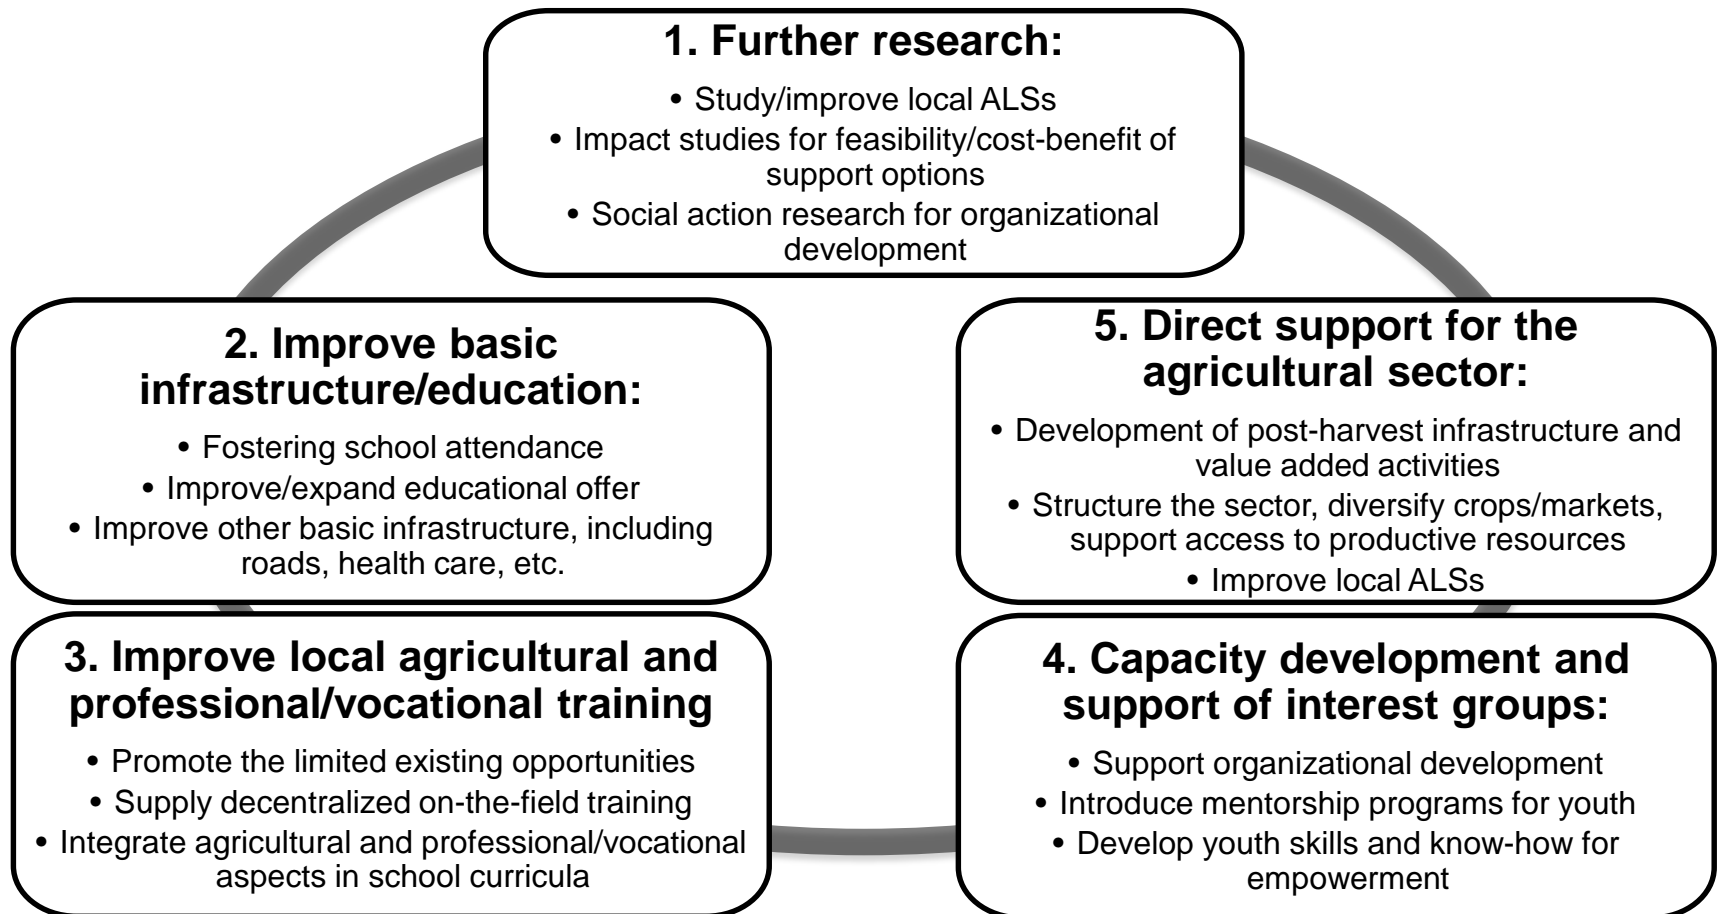 1. Further research:
• Study/improve local ALSs
• Impact studies for feasibility/cost-benefit of
support options
• Social action research for organizational
development
2. Improve basic
infrastructure/education:
• Fostering school attendance
• Improve/expand educational offer
• Improve other basic infrastructure, including
roads, health care, etc.
3. Improve local agricultural and
professional/vocational training
• Promote the limited existing opportunities
• Supply decentralized on-the-field training
• Integrate agricultural and professional/vocational
aspects in school curricula
4. Capacity development and
support of interest groups:
• Support organizational development
• Introduce mentorship programs for youth
• Develop youth skills and know-how for
empowerment
5. Direct support for the
agricultural sector:
• Development of post-harvest infrastructure and
value added activities
• Structure the sector, diversify crops/markets,
support access to productive resources
• Improve local ALSs